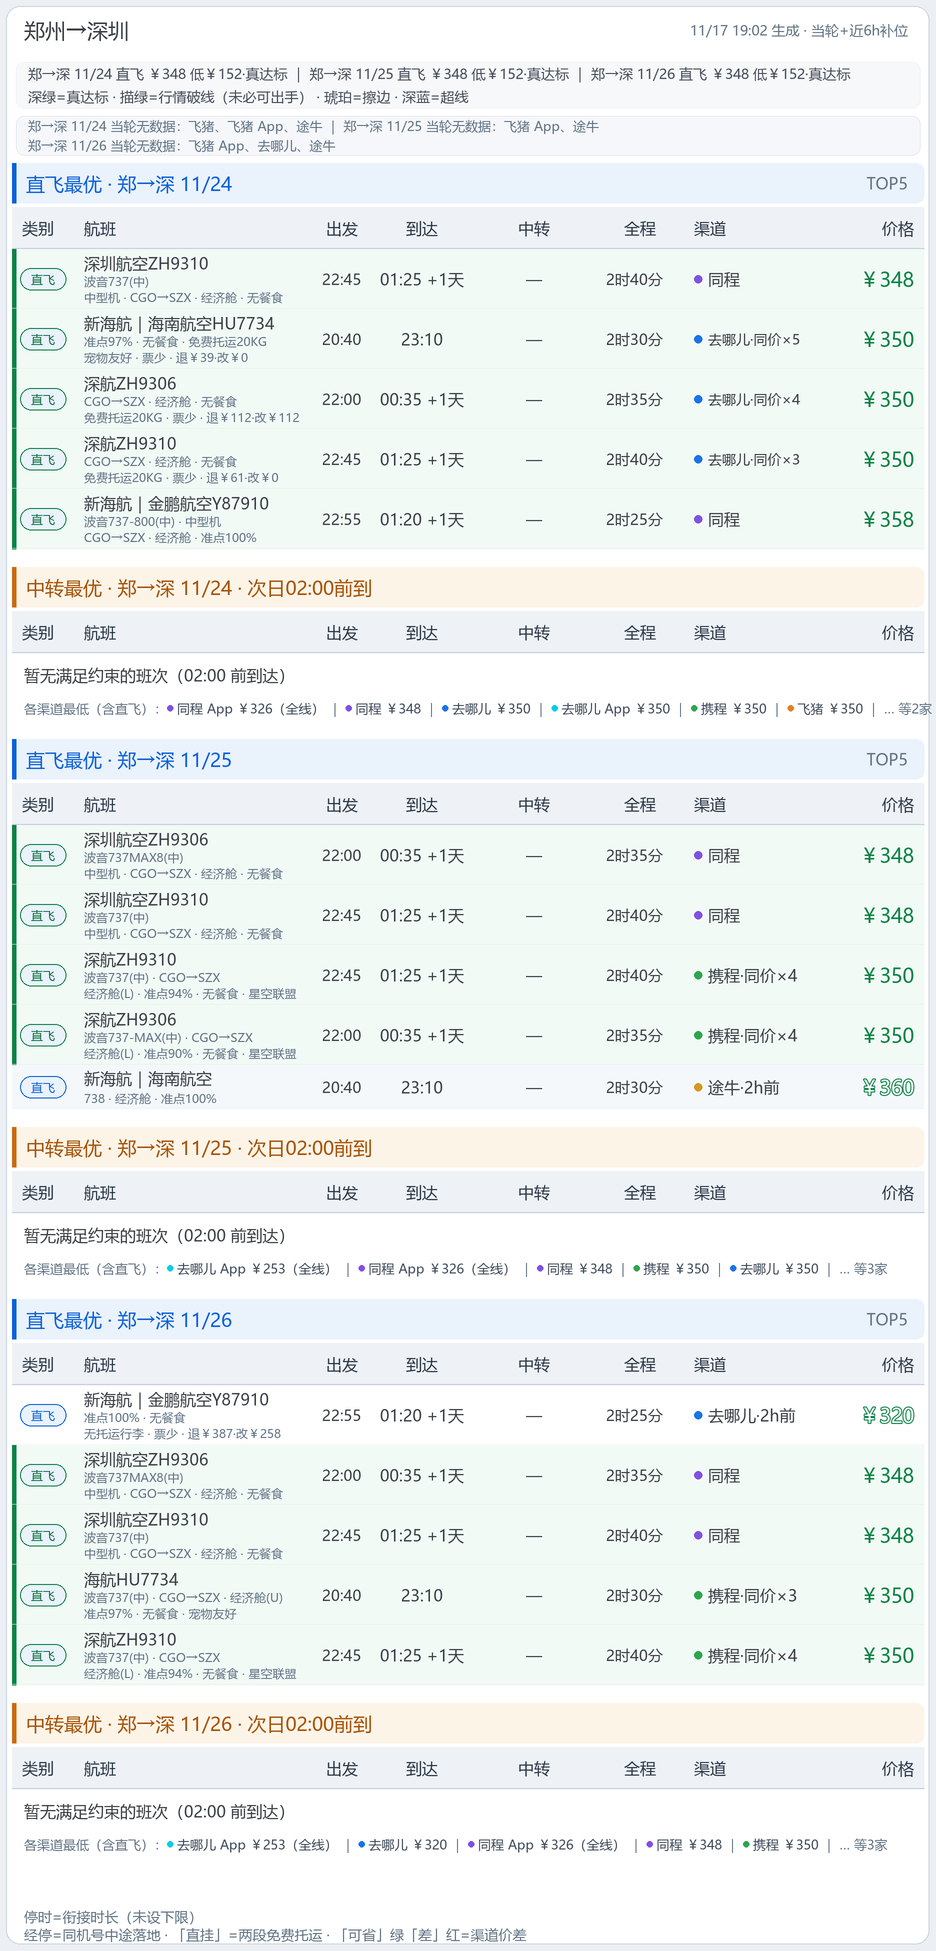 郑州→深圳
11/17 19:02 生成 · 当轮+近6h补位
郑→深 11/24 直飞 ￥348 低￥152·真达标 | 郑→深 11/25 直飞 ￥348 低￥152·真达标 | 郑→深 11/26 直飞 ￥348 低￥152·真达标
深绿=真达标 · 描绿=行情破线（未必可出手） · 琥珀=擦边 · 深蓝=超线
郑→深 11/24 当轮无数据：飞猪、飞猪 App、途牛 | 郑→深 11/25 当轮无数据：飞猪 App、途牛
郑→深 11/26 当轮无数据：飞猪 App、去哪儿、途牛
直飞最优 · 郑→深 11/24 TOP5
类别 航班 出发 到达 中转 全程 渠道 价格
深圳航空ZH9310
直飞 波音737(中) 22:45 01:25 +1天 — 2时40分 同程 ￥348
中型机 · CGO→SZX · 经济舱 · 无餐食
新海航｜海南航空HU7734
直飞 准点97% · 无餐食 · 免费托运20KG 20:40 23:10 — 2时30分 去哪儿·同价×5 ￥350
宠物友好 · 票少 · 退￥39·改￥0
深航ZH9306
直飞 CGO→SZX · 经济舱 · 无餐食 22:00 00:35 +1天 — 2时35分 去哪儿·同价×4 ￥350
免费托运20KG · 票少 · 退￥112·改￥112
深航ZH9310
直飞 CGO→SZX · 经济舱 · 无餐食 22:45 01:25 +1天 — 2时40分 去哪儿·同价×3 ￥350
免费托运20KG · 票少 · 退￥61·改￥0
新海航｜金鹏航空Y87910
直飞 波音737-800(中) · 中型机 22:55 01:20 +1天 — 2时25分 同程 ￥358
CGO→SZX · 经济舱 · 准点100%
中转最优 · 郑→深 11/24 · 次日02:00前到
类别 航班 出发 到达 中转 全程 渠道 价格
暂无满足约束的班次（02:00 前到达）
各渠道最低（含直飞）: 同程 App ￥326（全线） | 同程 ￥348 | 去哪儿 ￥350 | 去哪儿 App ￥350 | 携程 ￥350 | 飞猪 ￥350 | … 等2家
直飞最优 · 郑→深 11/25 TOP5
类别 航班 出发 到达 中转 全程 渠道 价格
深圳航空ZH9306
直飞 波音737MAX8(中) 22:00 00:35 +1天 — 2时35分 同程 ￥348
中型机 · CGO→SZX · 经济舱 · 无餐食
深圳航空ZH9310
直飞 波音737(中) 22:45 01:25 +1天 — 2时40分 同程 ￥348
中型机 · CGO→SZX · 经济舱 · 无餐食
深航ZH9310
直飞 波音737(中) · CGO→SZX 22:45 01:25 +1天 — 2时40分 携程·同价×4 ￥350
经济舱(L) · 准点94% · 无餐食 · 星空联盟
深航ZH9306
直飞 波音737-MAX(中) · CGO→SZX 22:00 00:35 +1天 — 2时35分 携程·同价×4 ￥350
经济舱(L) · 准点90% · 无餐食 · 星空联盟
新海航｜海南航空
直飞 738 · 经济舱 · 准点100% 20:40 23:10 — 2时30分 途牛·2h前 ￥360
中转最优 · 郑→深 11/25 · 次日02:00前到
类别 航班 出发 到达 中转 全程 渠道 价格
暂无满足约束的班次（02:00 前到达）
各渠道最低（含直飞）: 去哪儿 App ￥253（全线） | 同程 App ￥326（全线） | 同程 ￥348 | 携程 ￥350 | 去哪儿 ￥350 | … 等3家
直飞最优 · 郑→深 11/26 TOP5
类别 航班 出发 到达 中转 全程 渠道 价格
新海航｜金鹏航空Y87910
直飞 准点100% · 无餐食 22:55 01:20 +1天 — 2时25分 去哪儿·2h前 ￥320
无托运行李 · 票少 · 退￥387·改￥258
深圳航空ZH9306
直飞 波音737MAX8(中) 22:00 00:35 +1天 — 2时35分 同程 ￥348
中型机 · CGO→SZX · 经济舱 · 无餐食
深圳航空ZH9310
直飞 波音737(中) 22:45 01:25 +1天 — 2时40分 同程 ￥348
中型机 · CGO→SZX · 经济舱 · 无餐食
海航HU7734
直飞 波音737(中) · CGO→SZX · 经济舱(U) 20:40 23:10 — 2时30分 携程·同价×3 ￥350
准点97% · 无餐食 · 宠物友好
深航ZH9310
直飞 波音737(中) · CGO→SZX 22:45 01:25 +1天 — 2时40分 携程·同价×4 ￥350
经济舱(L) · 准点94% · 无餐食 · 星空联盟
中转最优 · 郑→深 11/26 · 次日02:00前到
类别 航班 出发 到达 中转 全程 渠道 价格
暂无满足约束的班次（02:00 前到达）
各渠道最低（含直飞）: 去哪儿 App ￥253（全线） | 去哪儿 ￥320 | 同程 App ￥326（全线） | 同程 ￥348 | 携程 ￥350 | … 等3家
停时=衔接时长（未设下限）
经停=同机号中途落地 · 「直挂」=两段免费托运 · 「可省」绿「差」红=渠道价差